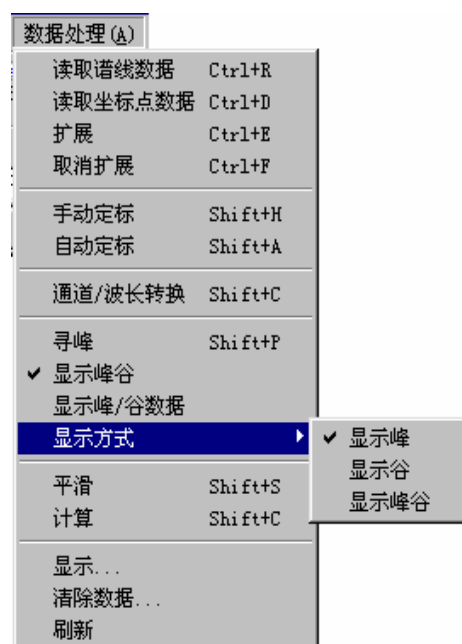 数据处理(A)
读取谱线数据 Ctrl+R
读取坐标点数据 Ctrl+D
扩展 Ctrl+E
取消扩展 Ctrl+F
手动定标 Shift+H
自动定标 Shift+A
通道/波长转换 Shift+C
寻峰 Shift+P
显示峰谷
显示峰/谷数据
显示方式
显示峰
显示谷
显示峰谷
平滑 Shift+S
计算 Shift+C
显示...
清除数据...
刷新